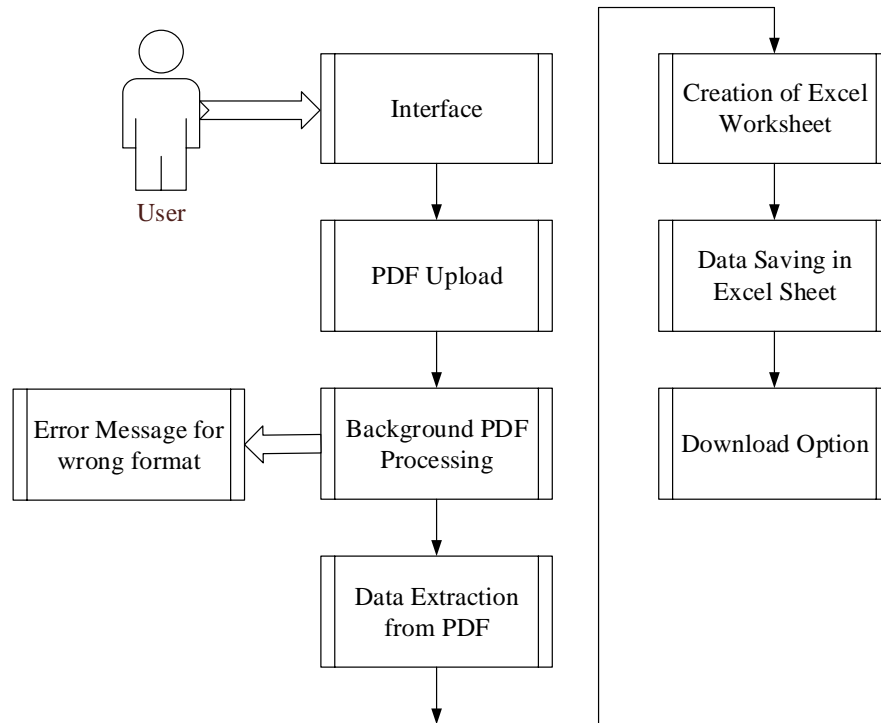 User
Interface
PDF Upload
Background PDF
Processing
Error Message for
wrong format
Data Extraction
from PDF
Creation of Excel
Worksheet
Data Saving in
Excel Sheet
Download Option